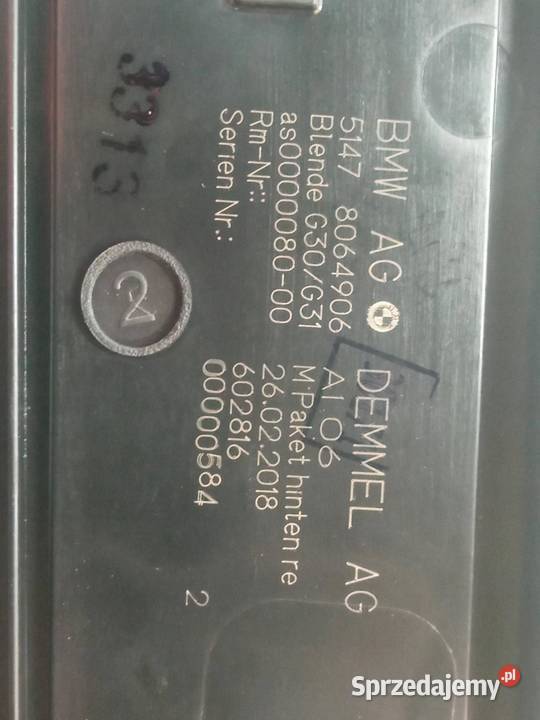 BMW AG DEMMEL AG
5147 8064906 AI 06
Blende G30/G31 M Paket hinten re
as0000080-00 26.02.2018
Rm-Nr.: 602816
Serien Nr.: 00000584
2
3313
2
Sprzedajemy.pl